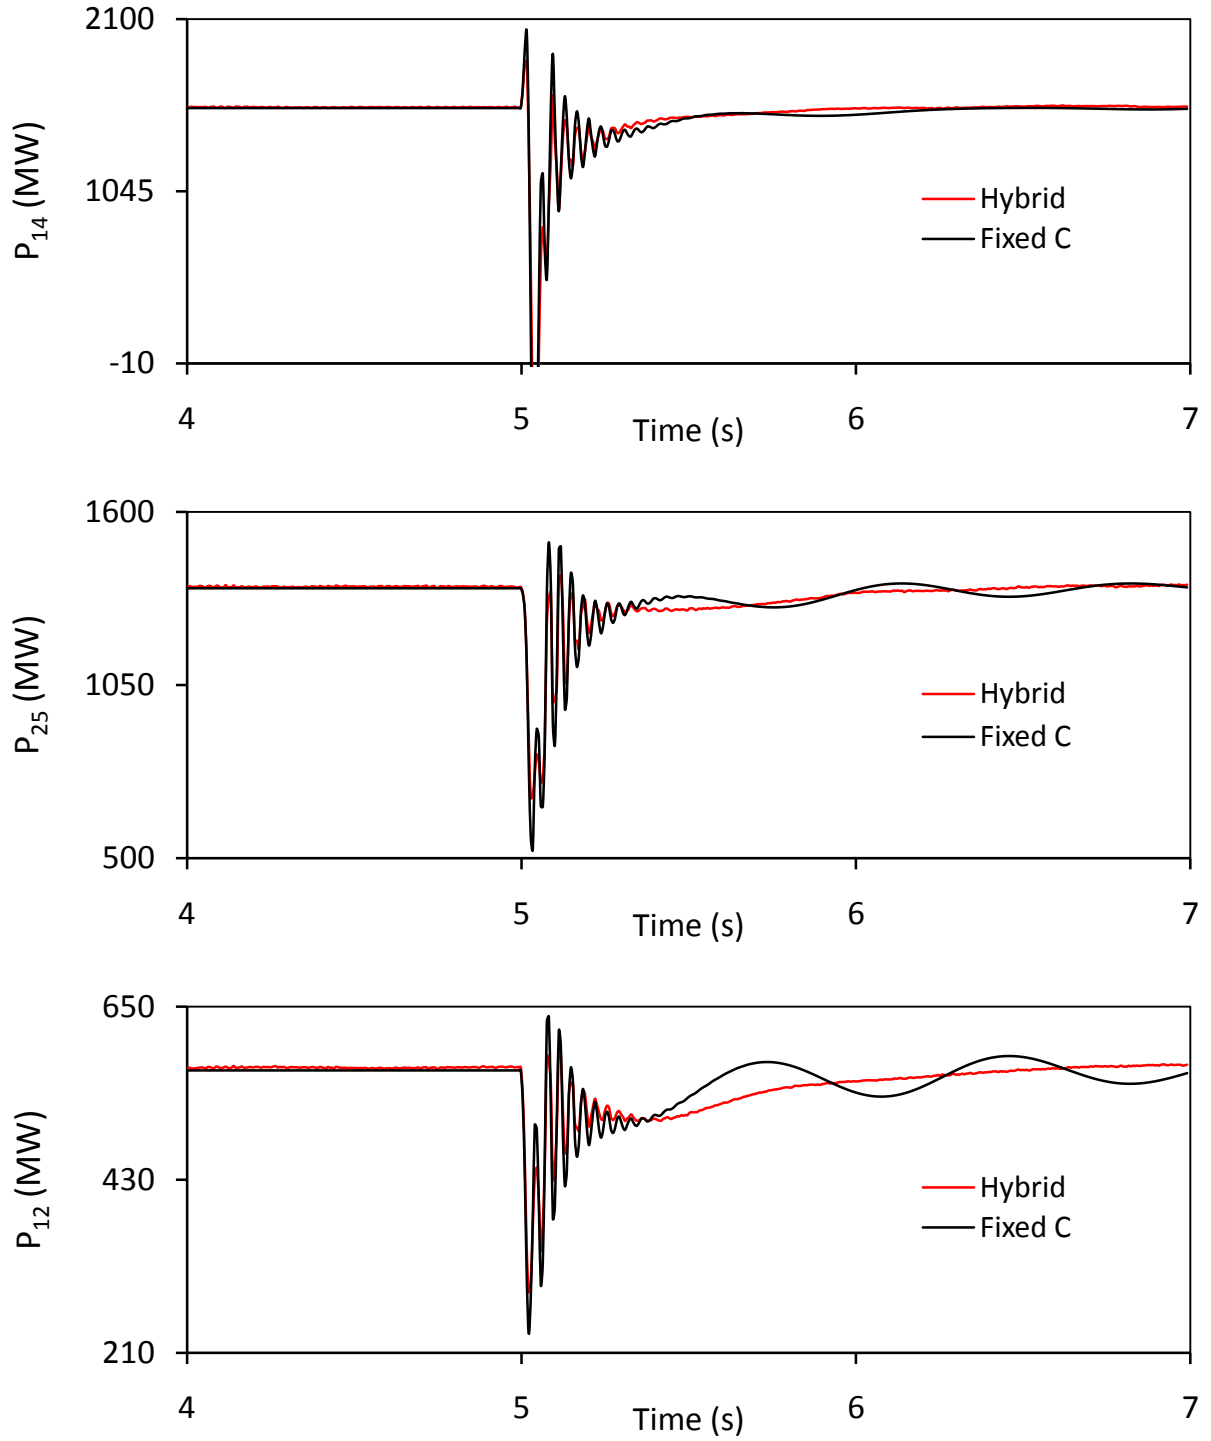 2100
1045
-10
P14 (MW)
Hybrid
Fixed C
4 5 6 7
Time (s)
1600
1050
500
P25 (MW)
Hybrid
Fixed C
4 5 6 7
Time (s)
650
430
210
P12 (MW)
Hybrid
Fixed C
4 5 6 7
Time (s)